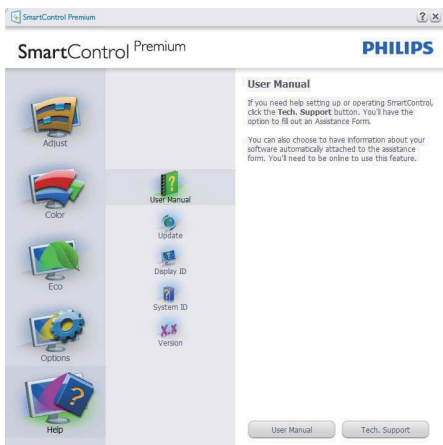 SmartControl Premium
SmartControl Premium
PHILIPS
Adjust
Color
Eco
Options
Help
User Manual
Update
Display ID
System ID
X.X
Version
User Manual
If you need help setting up or operating SmartControl,
click the Tech. Support button. You'll have the
option to fill out an Assistance Form.
You can also choose to have information about your
software automatically attached to the assistance
form. You'll need to be online to use this feature.
User Manual
Tech. Support